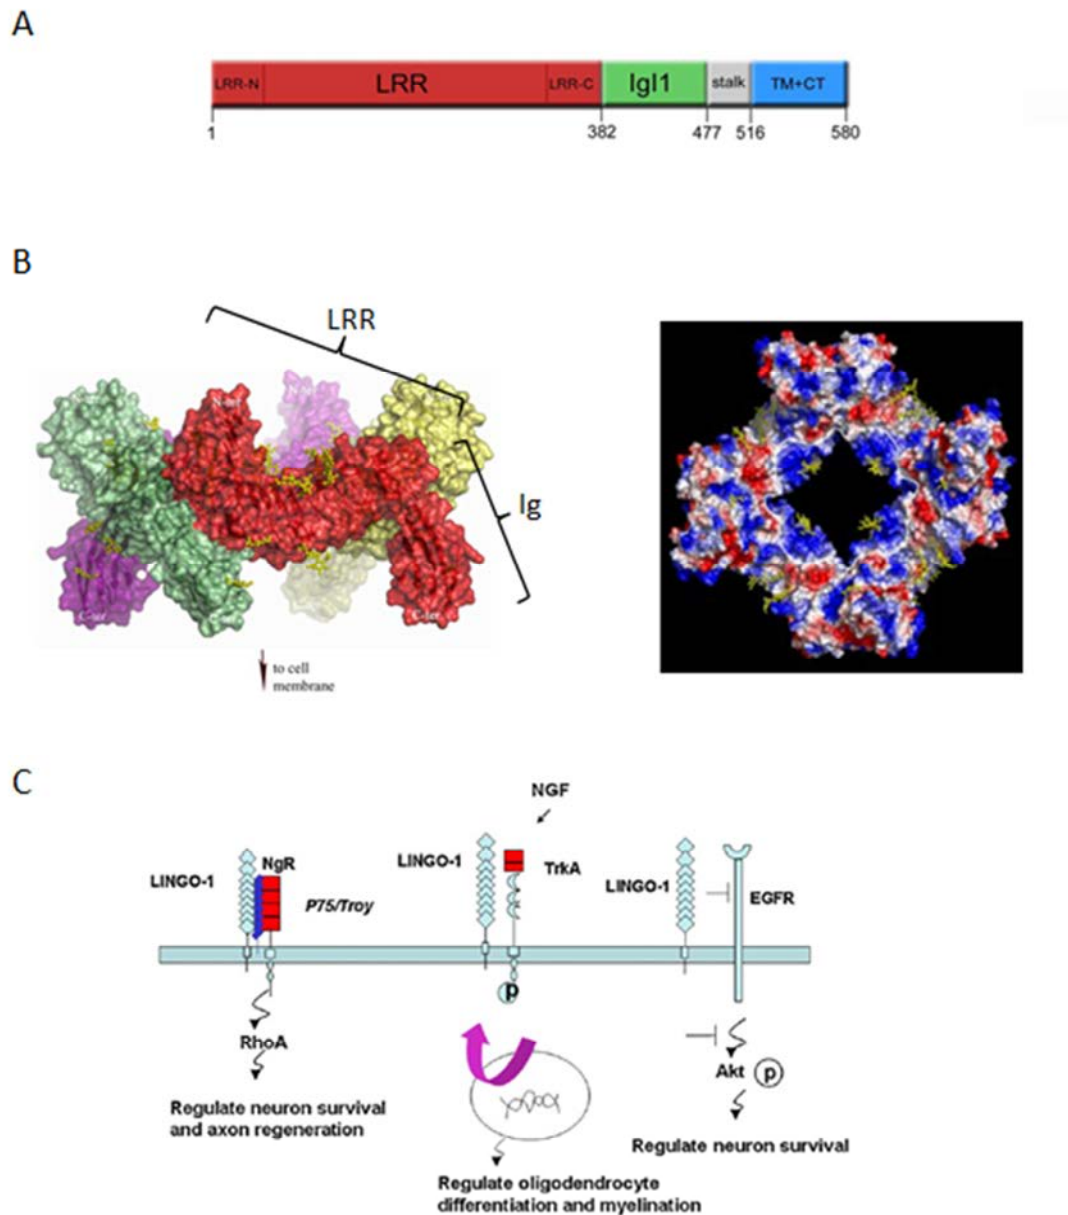 A
LRR-N LRR LRR-C IgI1 stalk TM+CT
1 382 477 516 580
B
LRR
Ig
to cell
membrane
C
NGF
LINGO-1 NgR P75/Troy
LINGO-1 TrkA
LINGO-1 EGFR
p
RhoA
Akt p
Regulate neuron survival
and axon regeneration
Regulate neuron survival
Regulate oligodendrocyte
differentiation and myelination